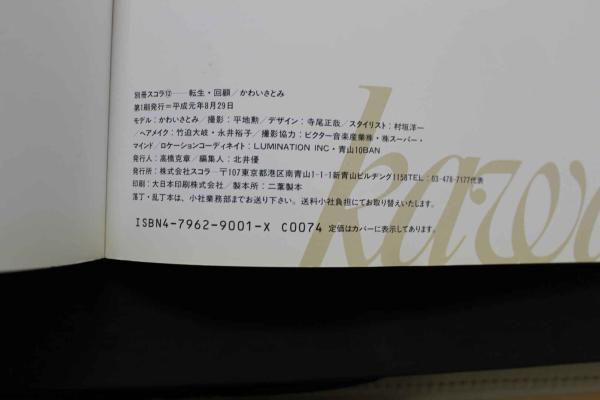 別冊スコラ⑫──転生・回顧/かわいさとみ
第1刷発行=平成元年8月29日
モデル:かわいさとみ/撮影:平地勲/デザイン:寺尾正哉/スタイリスト:村垣洋一
/ヘアメイク:竹迫大岐・永井裕子/撮影協力:ビクター音楽産業㈱・㈱スーパー・
マインド/ロケーションコーディネイト:LUMINATION INC・青山10BAN
発行人:高橋克章/編集人:北井優
発行所:株式会社スコラ─〒107東京都港区南青山1-1-1新青山ビルヂング1158TEL:03-478-7177代表
印刷:大日本印刷株式会社/製本所:二葉製本
落丁・乱丁本は、小社業務部までお送り下さい。送料小社負担にてお取り替えいたします。
ISBN4-7962-9001-X C0074 定価はカバーに表示してあります。
kawa